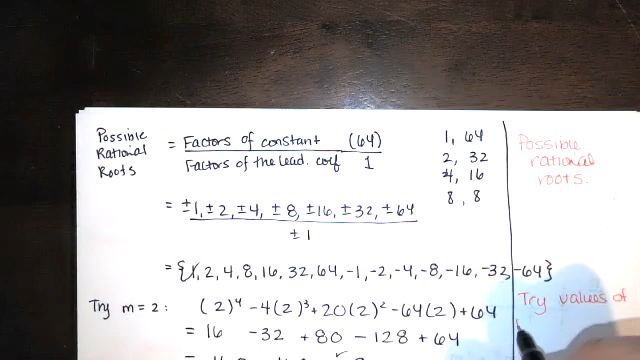 Possible
Rational
Roots
= Factors of constant (64)
Factors of the lead. coef 1
1, 64
2, 32
4, 16
8, 8
Possible
rational
roots.
= ±1, ±2, ±4, ±8, ±16, ±32, ±64
±1
= {1, 2, 4, 8, 16, 32, 64, -1, -2, -4, -8, -16, -32, -64}
Try m = 2: (2)⁴ - 4(2)³ + 20(2)² - 64(2) + 64
Try values of
= 16 - 32 + 80 - 128 + 64